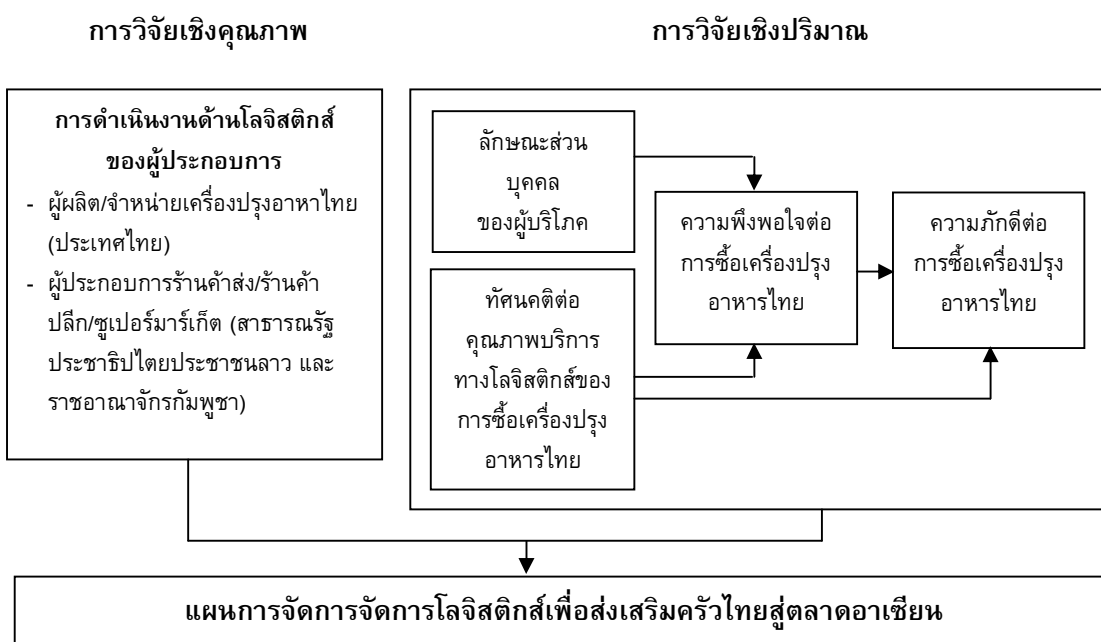 การวิจัยเชิงคุณภาพ
การวิจัยเชิงปริมาณ
การดำเนินงานด้านโลจิสติกส์
ของผู้ประกอบการ
- ผู้ผลิต/จำหน่ายเครื่องปรุงอาหาไทย
(ประเทศไทย)
- ผู้ประกอบการร้านค้าส่ง/ร้านค้า
ปลีก/ซูเปอร์มาร์เก็ต (สาธารณรัฐ
ประชาธิปไตยประชาชนลาว และ
ราชอาณาจักรกัมพูชา)
ลักษณะส่วน
บุคคล
ของผู้บริโภค
ทัศนคติต่อ
คุณภาพบริการ
ทางโลจิสติกส์ของ
การซื้อเครื่องปรุง
อาหารไทย
ความพึงพอใจต่อ
การซื้อเครื่องปรุง
อาหารไทย
ความภักดีต่อ
การซื้อเครื่องปรุง
อาหารไทย
แผนการจัดการจัดการโลจิสติกส์เพื่อส่งเสริมครัวไทยสู่ตลาดอาเซียน